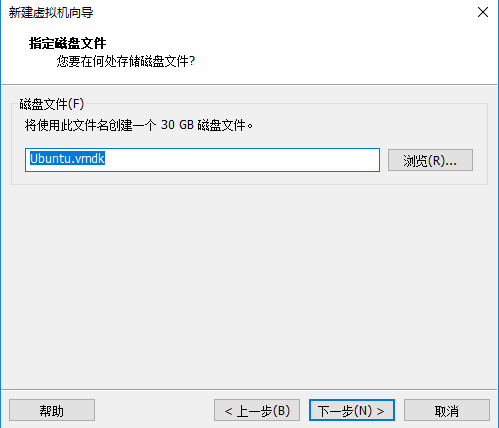 新建虚拟机向导
指定磁盘文件
您要在何处存储磁盘文件?
磁盘文件(F)
将使用此文件名创建一个 30 GB 磁盘文件。
Ubuntu.vmdk
浏览(R)...
帮助
< 上一步(B)
下一步(N) >
取消